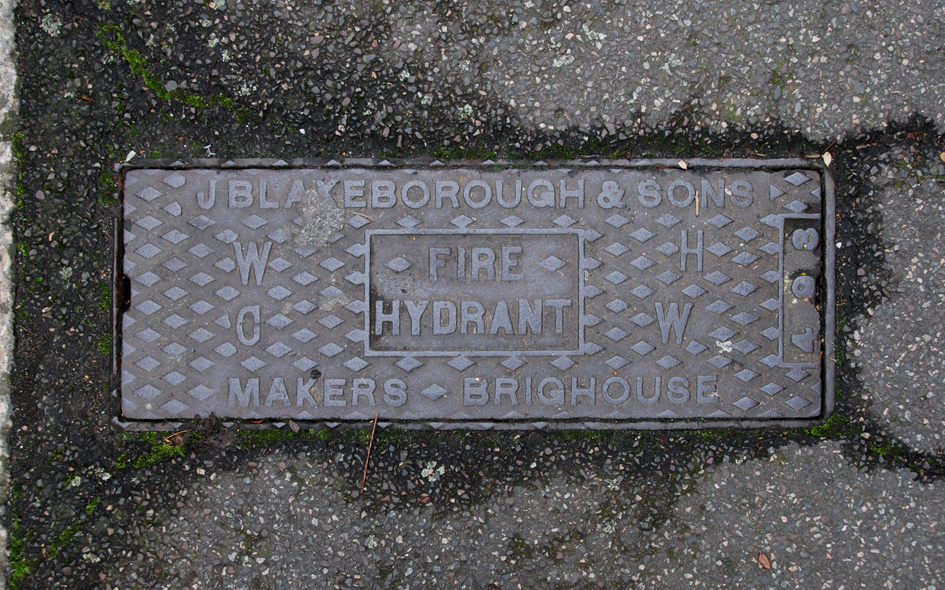 J BLAKEBOROUGH & SONS
W H
FIRE
HYDRANT
C W
MAKERS BRIGHOUSE